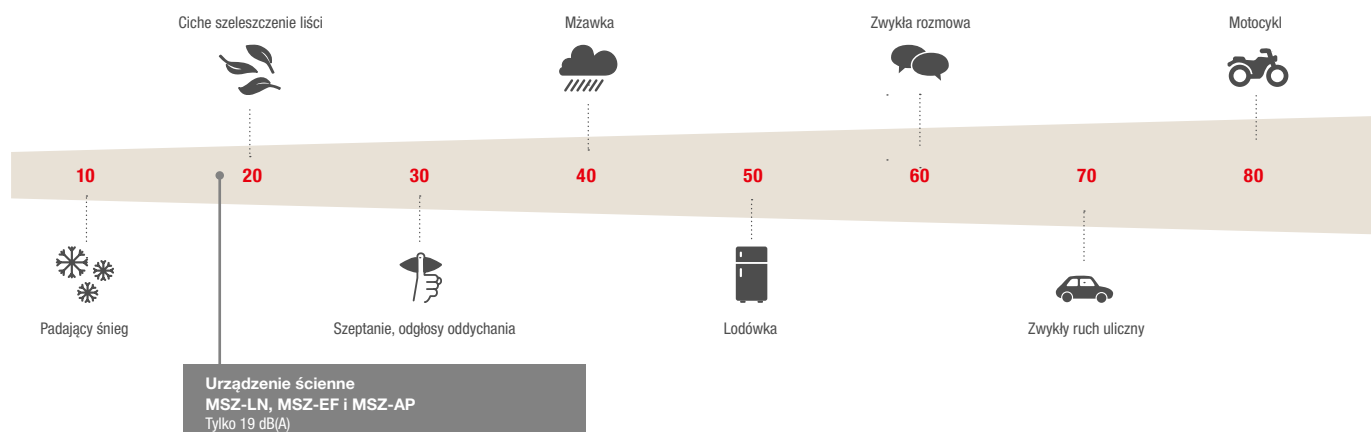 Ciche szeleszczenie liści
Mżawka
Zwykła rozmowa
Motocykl
10
20
30
40
50
60
70
80
Padający śnieg
Szeptanie, odgłosy oddychania
Lodówka
Zwykły ruch uliczny
Urządzenie ścienne
MSZ-LN, MSZ-EF i MSZ-AP
Tylko 19 dB(A)